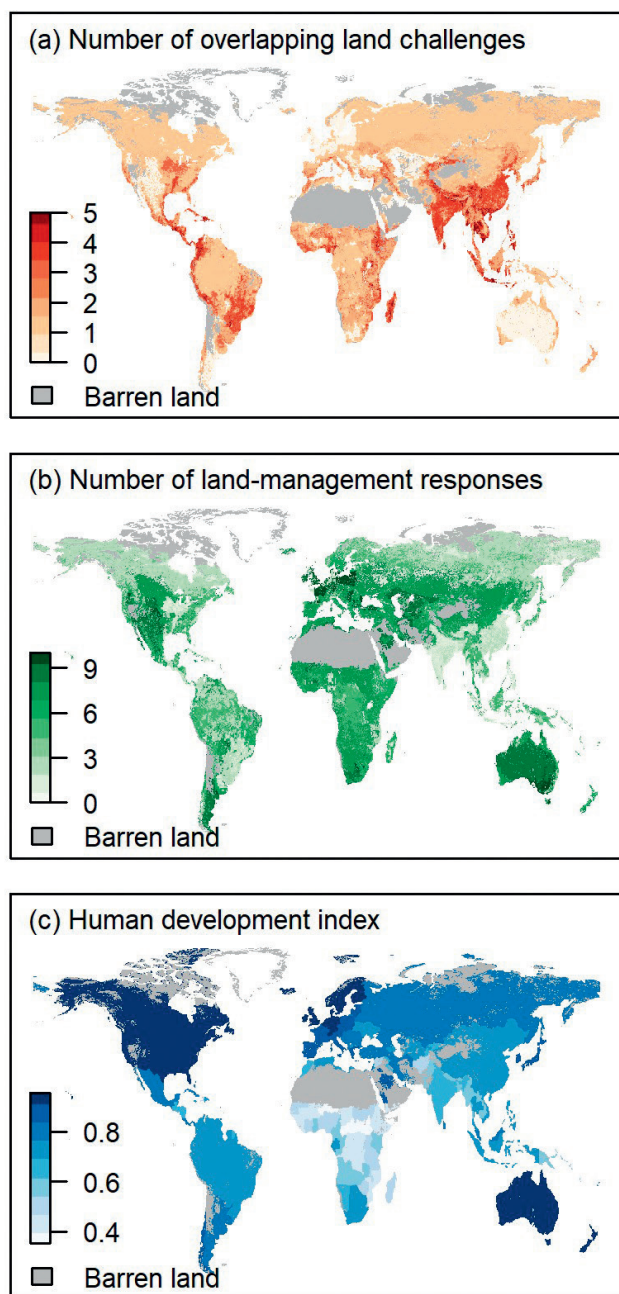 (a) Number of overlapping land challenges
5
4
3
2
1
0
Barren land
(b) Number of land-management responses
9
6
3
0
Barren land
(c) Human development index
0.8
0.6
0.4
Barren land